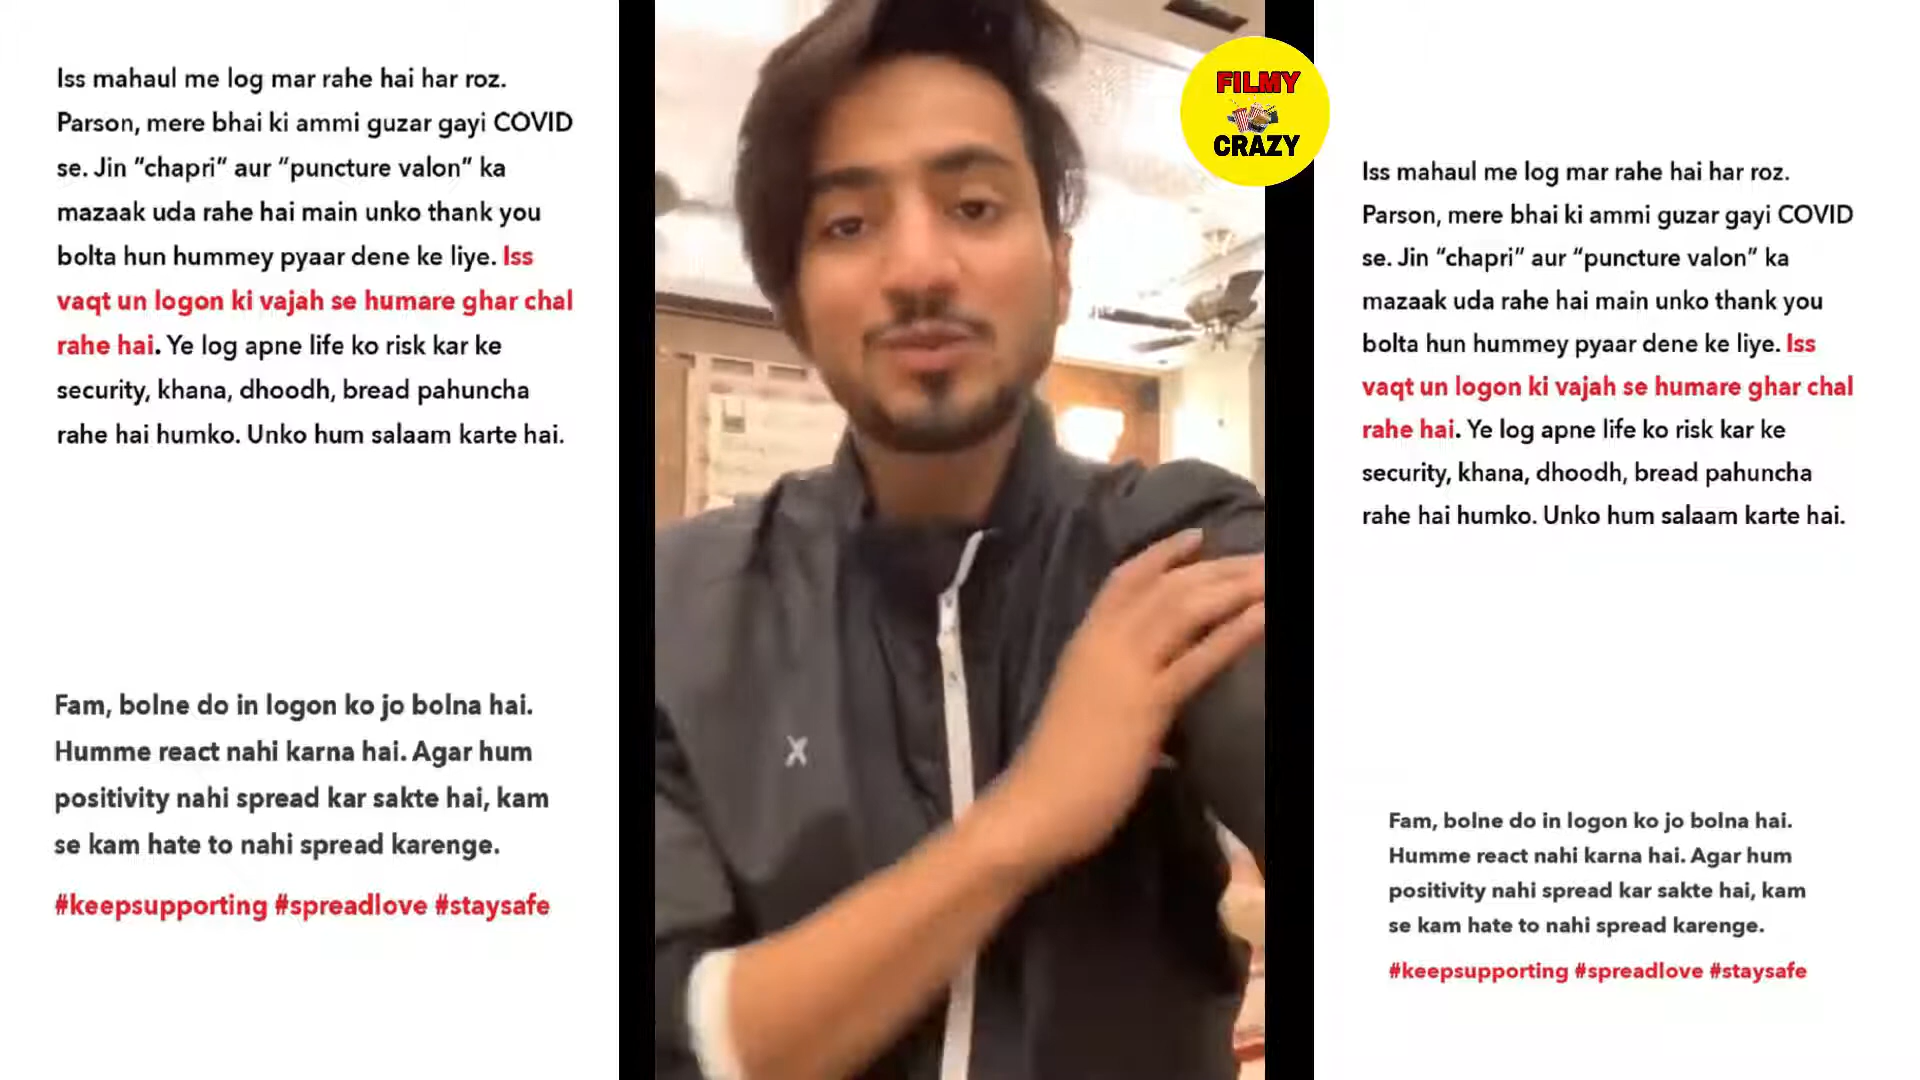 Iss mahaul me log mar rahe hai har roz.
Parson, mere bhai ki ammi guzar gayi COVID
se. Jin “chapri” aur “puncture valon” ka
mazaak uda rahe hai main unko thank you
bolta hun hummey pyaar dene ke liye. Iss
vaqt un logon ki vajah se humare ghar chal
rahe hai. Ye log apne life ko risk kar ke
security, khana, dhoodh, bread pahuncha
rahe hai humko. Unko hum salaam karte hai.
Fam, bolne do in logon ko jo bolna hai.
Humme react nahi karna hai. Agar hum
positivity nahi spread kar sakte hai, kam
se kam hate to nahi spread karenge.
#keepsupporting #spreadlove #staysafe
FILMY
CRAZY
X
Iss mahaul me log mar rahe hai har roz.
Parson, mere bhai ki ammi guzar gayi COVID
se. Jin “chapri” aur “puncture valon” ka
mazaak uda rahe hai main unko thank you
bolta hun hummey pyaar dene ke liye. Iss
vaqt un logon ki vajah se humare ghar chal
rahe hai. Ye log apne life ko risk kar ke
security, khana, dhoodh, bread pahuncha
rahe hai humko. Unko hum salaam karte hai.
Fam, bolne do in logon ko jo bolna hai.
Humme react nahi karna hai. Agar hum
positivity nahi spread kar sakte hai, kam
se kam hate to nahi spread karenge.
#keepsupporting #spreadlove #staysafe